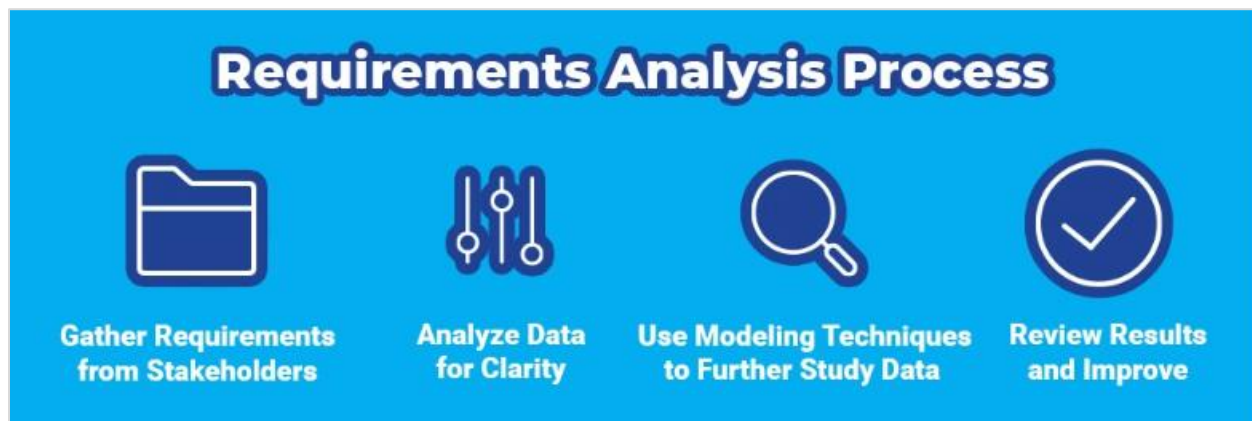 Requirements Analysis Process
Gather Requirements
from Stakeholders
Analyze Data
for Clarity
Use Modeling Techniques
to Further Study Data
Review Results
and Improve